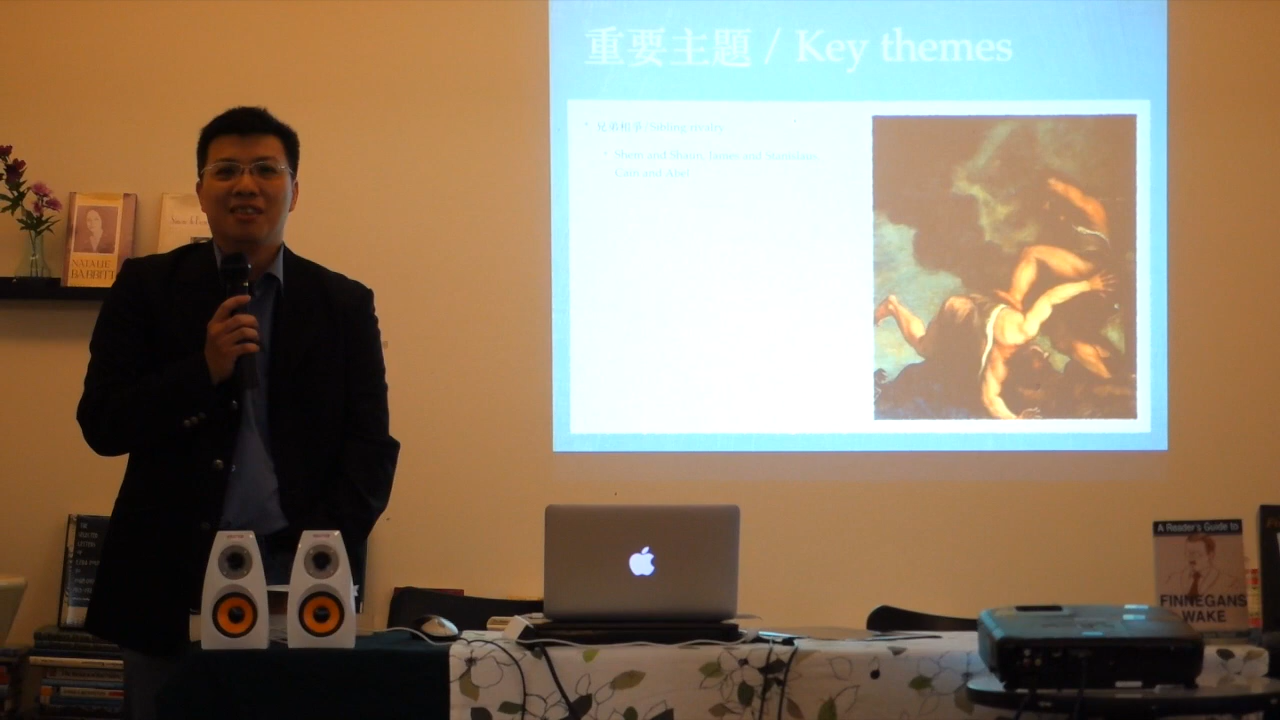 重要主題 / Key themes
兄弟相爭/ Sibling rivalry
Shem and Shaun, James and Stanislaus,
Cain and Abel
NATALIE
BABBITT
A Reader's Guide to
FINNEGANS
WAKE